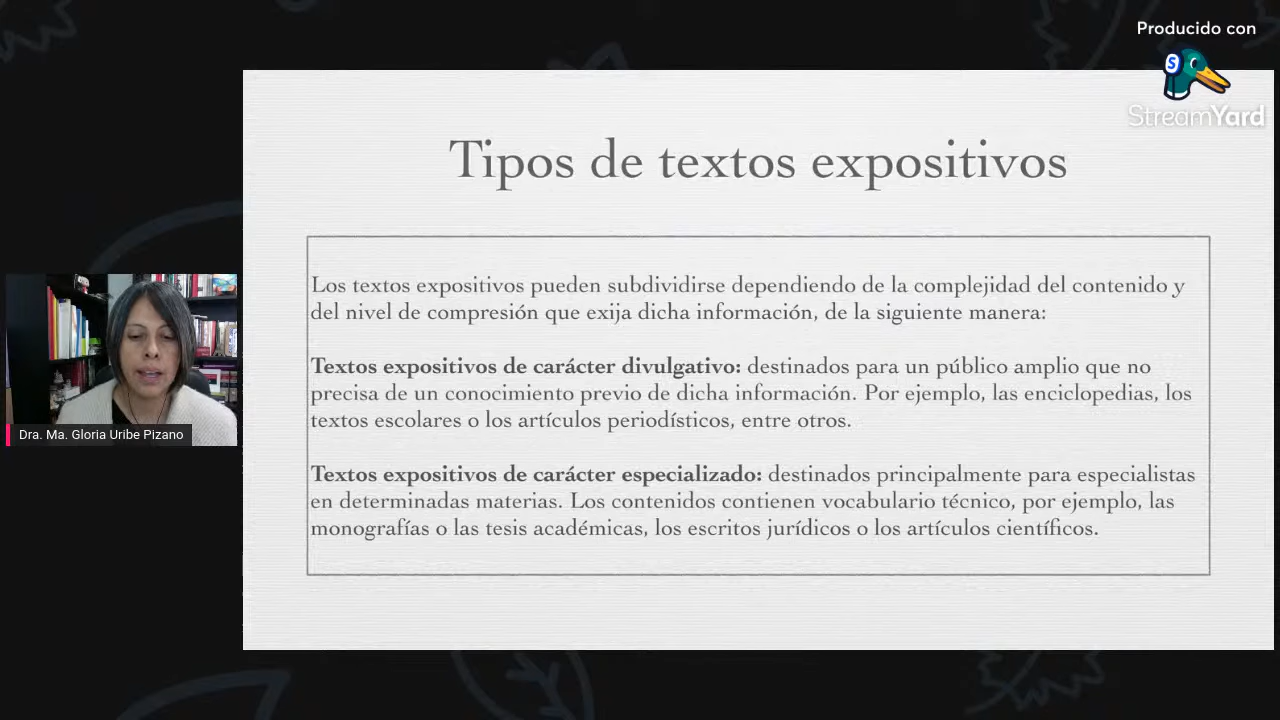 Producido con
StreamYard
Tipos de textos expositivos
Los textos expositivos pueden subdividirse dependiendo de la complejidad del contenido y
del nivel de compresión que exija dicha información, de la siguiente manera:
Textos expositivos de carácter divulgativo: destinados para un público amplio que no
precisa de un conocimiento previo de dicha información. Por ejemplo, las enciclopedias, los
textos escolares o los artículos periodísticos, entre otros.
Textos expositivos de carácter especializado: destinados principalmente para especialistas
en determinadas materias. Los contenidos contienen vocabulario técnico, por ejemplo, las
monografías o las tesis académicas, los escritos jurídicos o los artículos científicos.
Dra. Ma. Gloria Uribe Pizano